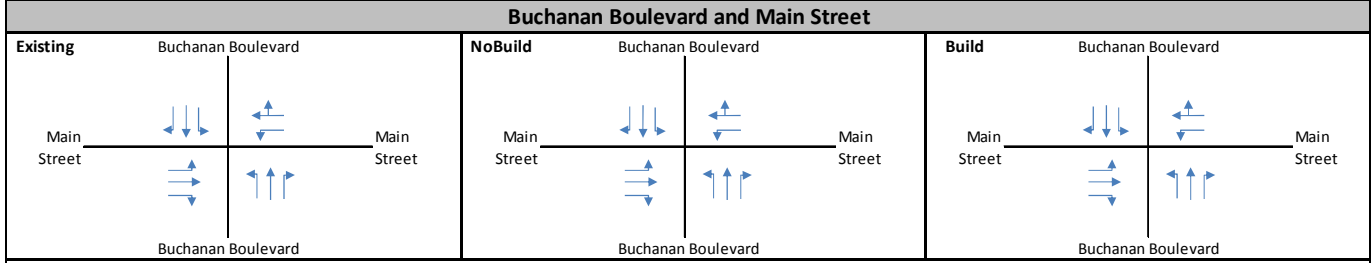 Buchanan Boulevard and Main Street
Existing
Buchanan Boulevard
Main
Street
Main
Street
Buchanan Boulevard
NoBuild
Buchanan Boulevard
Main
Street
Main
Street
Buchanan Boulevard
Build
Buchanan Boulevard
Main
Street
Main
Street
Buchanan Boulevard